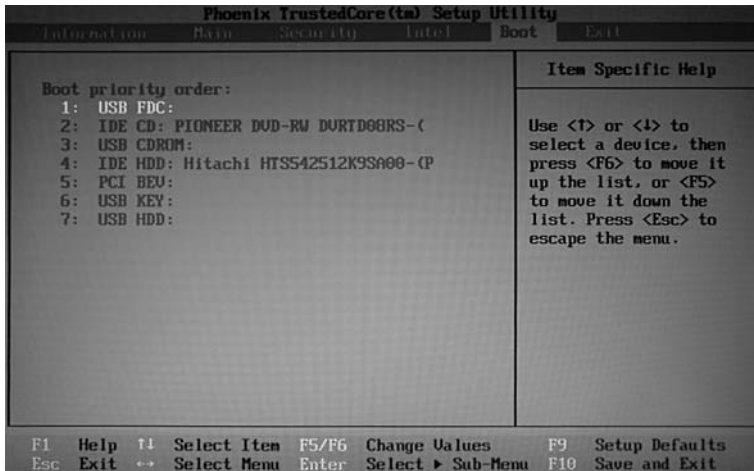 Phoenix TrustedCore(tm) Setup Utility
Information Main Security Intel Boot Exit
Boot priority order:
1: USB FDC:
2: IDE CD: PIONEER DVD-RW DVRTD08RS-(
3: USB CDROM:
4: IDE HDD: Hitachi HTS542512K9SA00-(P
5: PCI BEV:
6: USB KEY:
7: USB HDD:
Item Specific Help
Use <↑> or <↓> to
select a device, then
press <F6> to move it
up the list, or <F5>
to move it down the
list. Press <Esc> to
escape the menu.
F1 Help ↑↓ Select Item F5/F6 Change Values F9 Setup Defaults
Esc Exit ↔ Select Menu Enter Select ▶ Sub-Menu F10 Save and Exit